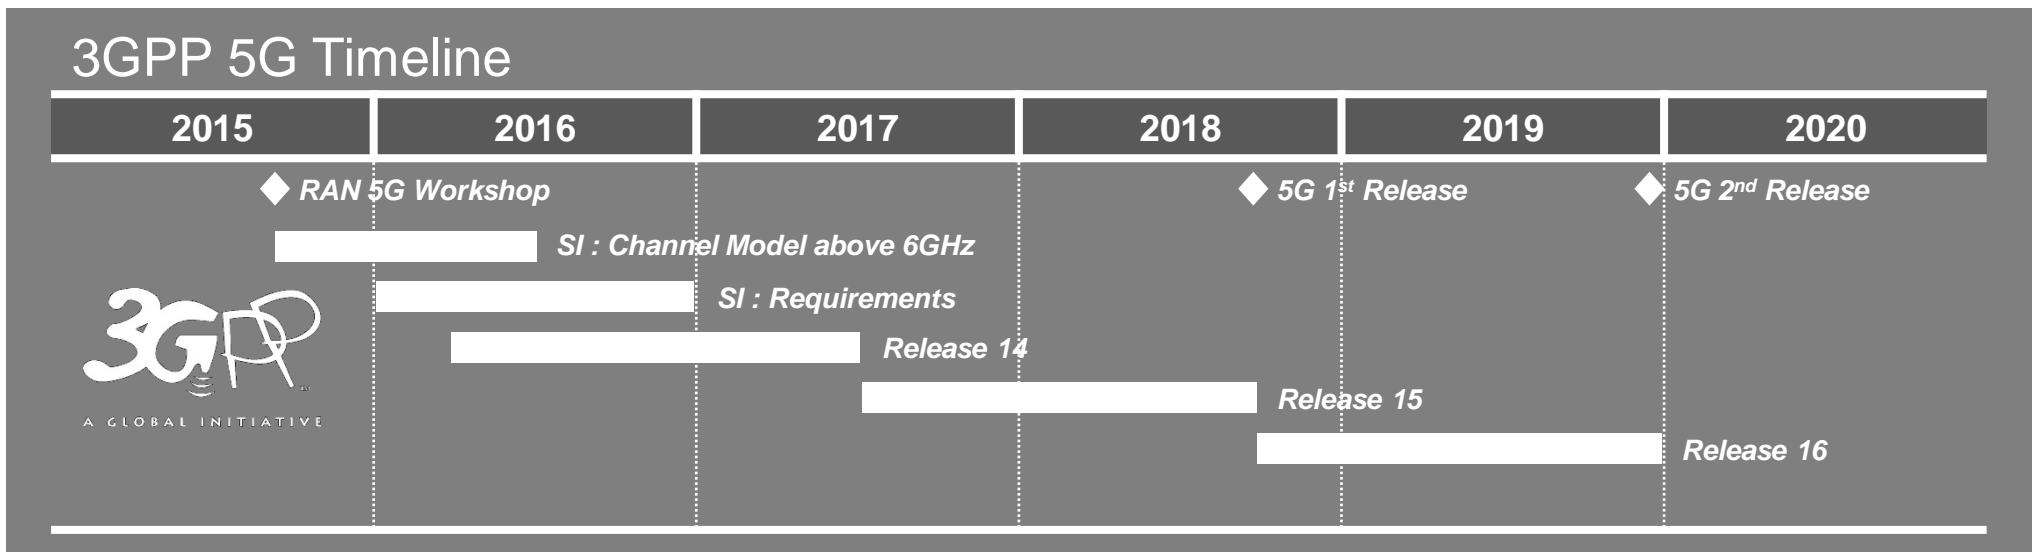 3GPP 5G Timeline
2015 2016 2017 2018 2019 2020
RAN 5G Workshop 5G 1st Release 5G 2nd Release
SI : Channel Model above 6GHz
SI : Requirements
3GPP
Release 14
Release 15
A GLOBAL INITIATIVE
Release 16